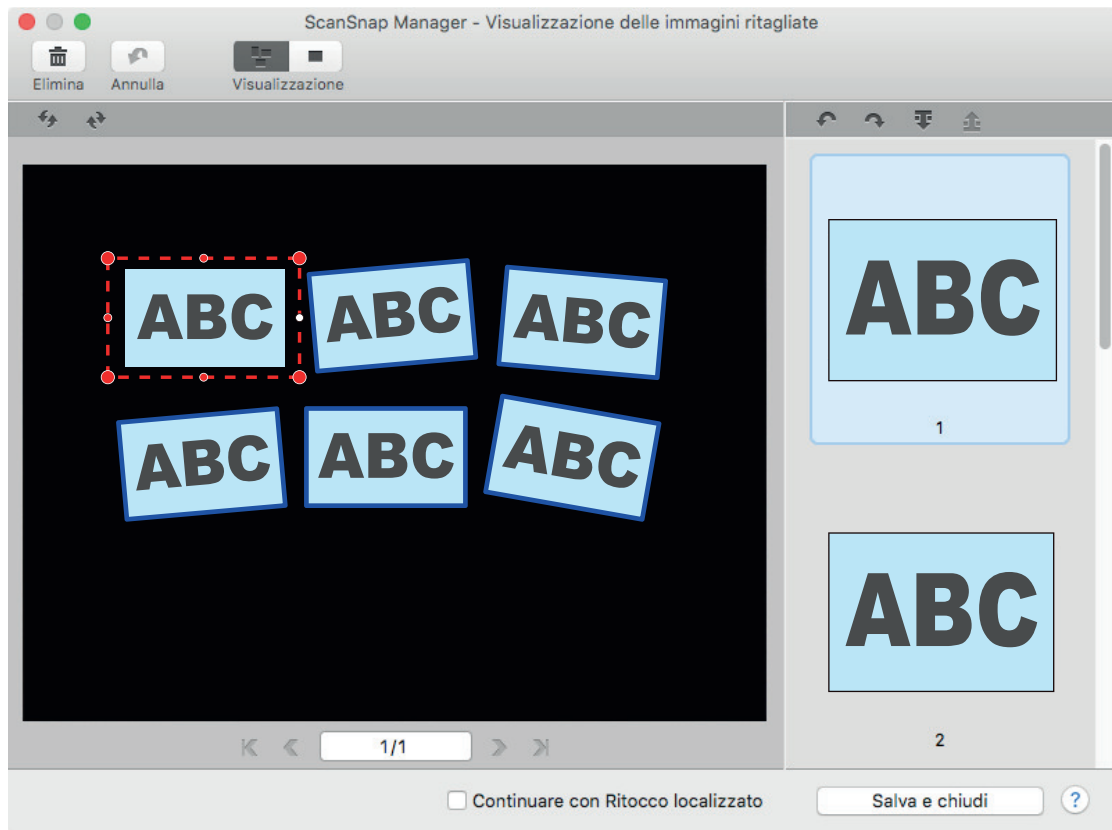 ScanSnap Manager - Visualizzazione delle immagini ritagliate
Elimina Annulla Visualizzazione
ABC ABC ABC
ABC ABC ABC
1/1
ABC
1
ABC
2
Continuare con Ritocco localizzato Salva e chiudi ?